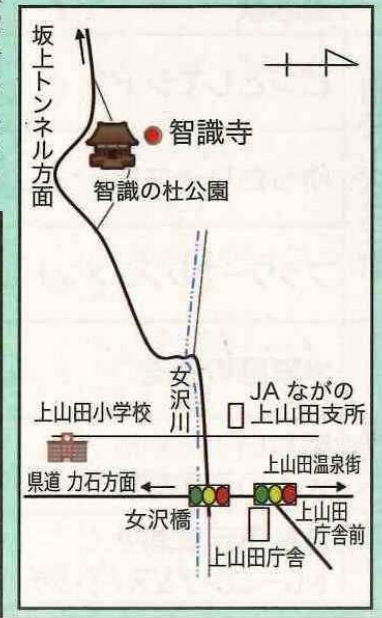 坂上トンネル方面
智識寺
智識の杜公園
女沢川
JA ながの
上山田支所
上山田小学校
上山田温泉街
県道 力石方面
女沢橋
上山田
庁舎前
上山田庁舎